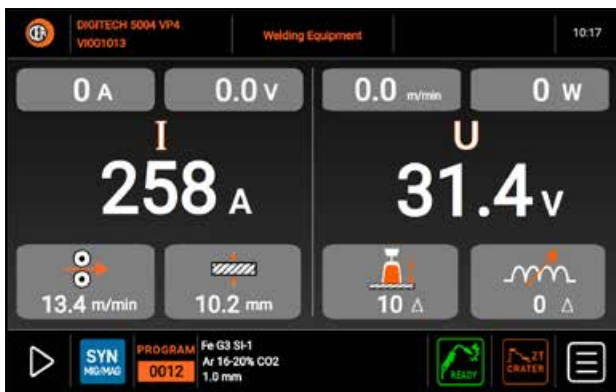 CEA
DIGITECH 5004 VP4
VI001013
Welding Equipment
10:17
0 A
0.0 V
0.0 m/min
0 W
I
258 A
U
31.4 V
13.4 m/min
10.2 mm
10 Δ
0 Δ
SYN
MIG/MAG
PROGRAM
0012
Fe G3 Si-1
Ar 16-20% CO2
1.0 mm
READY
2T
CRATER